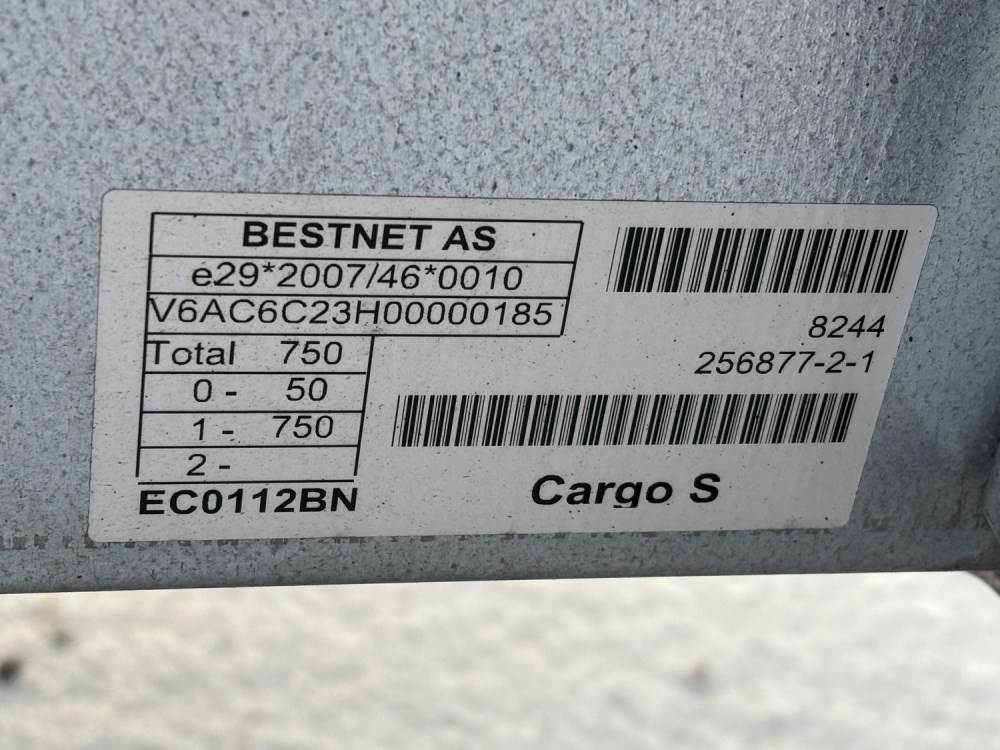 BESTNET AS
e29*2007/46*0010
V6AC6C23H00000185
Total 750
0 - 50
1 - 750
2 -
EC0112BN
8244
256877-2-1
Cargo S